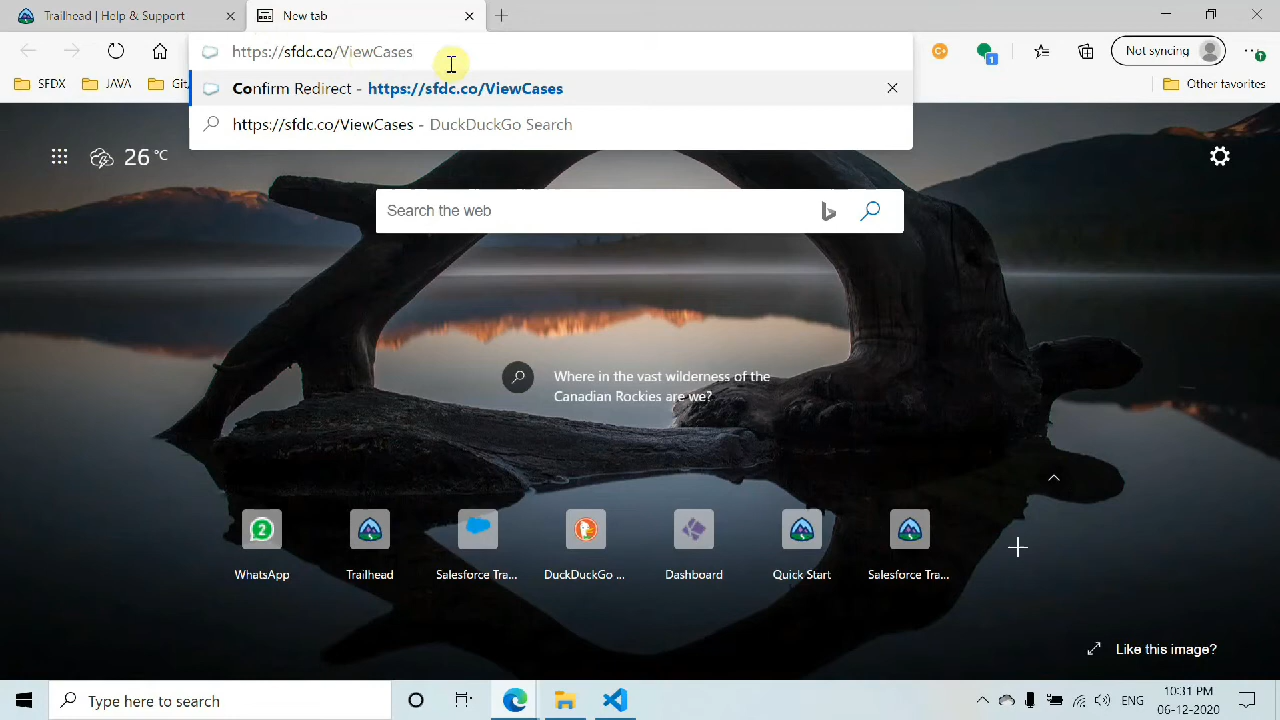 Trailhead | Help & Support
New tab
https://sfdc.co/ViewCases
Not syncing
1
Confirm Redirect - https://sfdc.co/ViewCases
SFDX
JAVA
Other favorites
https://sfdc.co/ViewCases - DuckDuckGo Search
26 °C
Search the web
Where in the vast wilderness of the
Canadian Rockies are we?
2
WhatsApp
Trailhead
Salesforce Tra...
DuckDuckGo ...
Dashboard
Quick Start
Salesforce Tra...
Like this image?
Type here to search
ENG
10:31 PM
06-12-2020